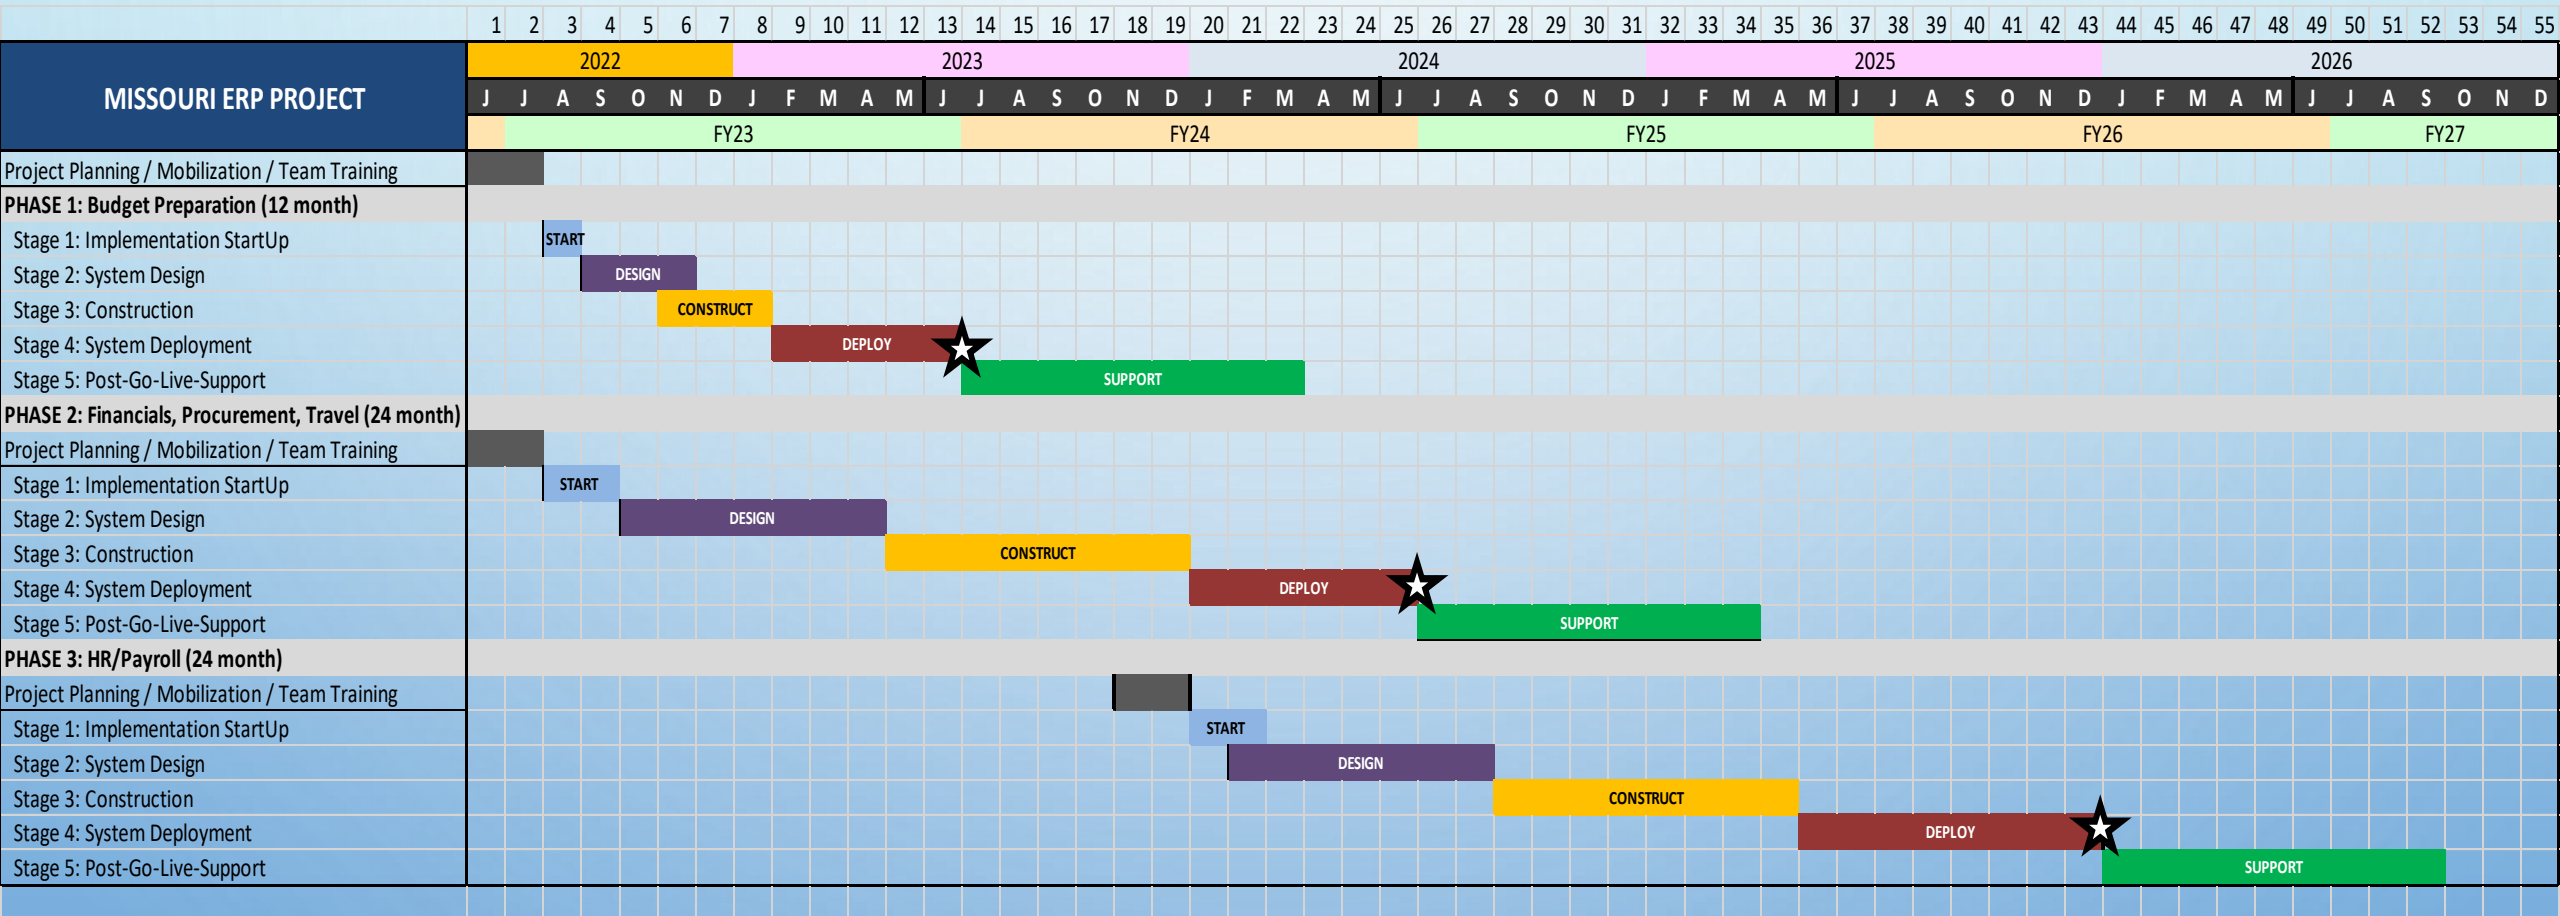 1 2 3 4 5 6 7 8 9 10 11 12 13 14 15 16 17 18 19 20 21 22 23 24 25 26 27 28 29 30 31 32 33 34 35 36 37 38 39 40 41 42 43 44 45 46 47 48 49 50 51 52 53 54 55
2022 2023 2024 2025 2026
MISSOURI ERP PROJECT
J J A S O N D J F M A M J J A S O N D J F M A M J J A S O N D J F M A M J J A S O N D J F M A M J J A S O N D
FY23 FY24 FY25 FY26 FY27
Project Planning / Mobilization / Team Training
PHASE 1: Budget Preparation (12 month)
Stage 1: Implementation StartUp START
Stage 2: System Design DESIGN
Stage 3: Construction CONSTRUCT
Stage 4: System Deployment DEPLOY
Stage 5: Post-Go-Live-Support SUPPORT
PHASE 2: Financials, Procurement, Travel (24 month)
Project Planning / Mobilization / Team Training
Stage 1: Implementation StartUp START
Stage 2: System Design DESIGN
Stage 3: Construction CONSTRUCT
Stage 4: System Deployment DEPLOY
Stage 5: Post-Go-Live-Support SUPPORT
PHASE 3: HR/Payroll (24 month)
Project Planning / Mobilization / Team Training
Stage 1: Implementation StartUp START
Stage 2: System Design DESIGN
Stage 3: Construction CONSTRUCT
Stage 4: System Deployment DEPLOY
Stage 5: Post-Go-Live-Support SUPPORT